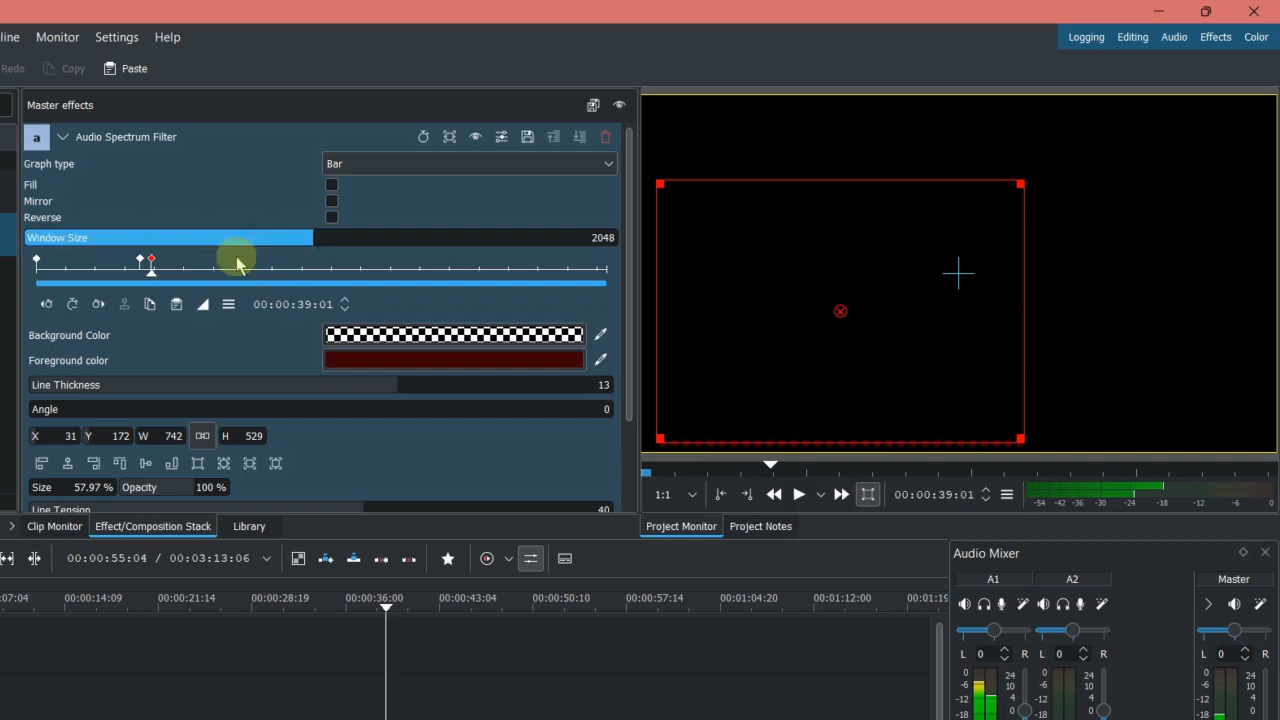 line Monitor Settings Help
Logging Editing Audio Effects Color
Redo Copy Paste
Master effects
a Audio Spectrum Filter
Graph type Bar
Fill
Mirror
Reverse
Window Size 2048
00:00:39:01
Background Color
Foreground color
Line Thickness 13
Angle 0
X 31 Y 172 W 742 H 529
Size 57.97 % Opacity 100 %
Line Tension 40
1:1 00:00:39:01 -54 -42 -36 -30 -24 -18 -12 -6 0
Clip Monitor Effect/Composition Stack Library
Project Monitor Project Notes
00:00:55:04 / 00:03:13:06
Audio Mixer
A1 A2 Master
:07:04 00:00:14:09 00:00:21:14 00:00:28:19 00:00:36:00 00:00:43:04 00:00:50:10 00:00:57:14 00:01:04:20 00:01:12:00 00:01:19
L 0 R L 0 R L 0 R
0 24 0 24 0 24
-6 10 -6 10 -6 10
-12 4 -12 4 -12 4
-18 0 -18 0 -18 0